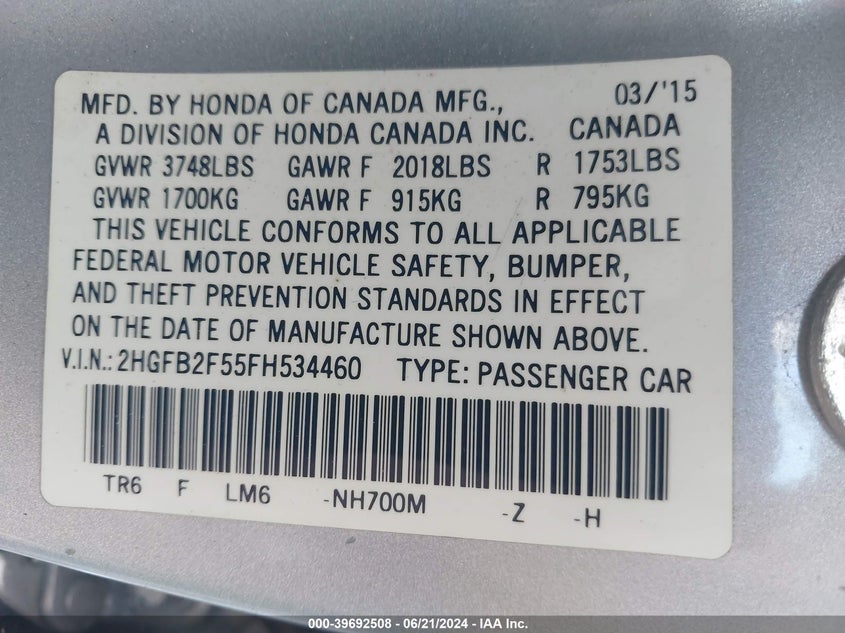 MFD. BY HONDA OF CANADA MFG., 03/'15
A DIVISION OF HONDA CANADA INC. CANADA
GVWR 3748LBS GAWR F 2018LBS R 1753LBS
GVWR 1700KG GAWR F 915KG R 795KG
THIS VEHICLE CONFORMS TO ALL APPLICABLE
FEDERAL MOTOR VEHICLE SAFETY, BUMPER,
AND THEFT PREVENTION STANDARDS IN EFFECT
ON THE DATE OF MANUFACTURE SHOWN ABOVE.
V.I.N.: 2HGFB2F55FH534460 TYPE: PASSENGER CAR
TR6 F LM6 -NH700M -Z -H
000-39692508 - 06/21/2024 - IAA Inc.